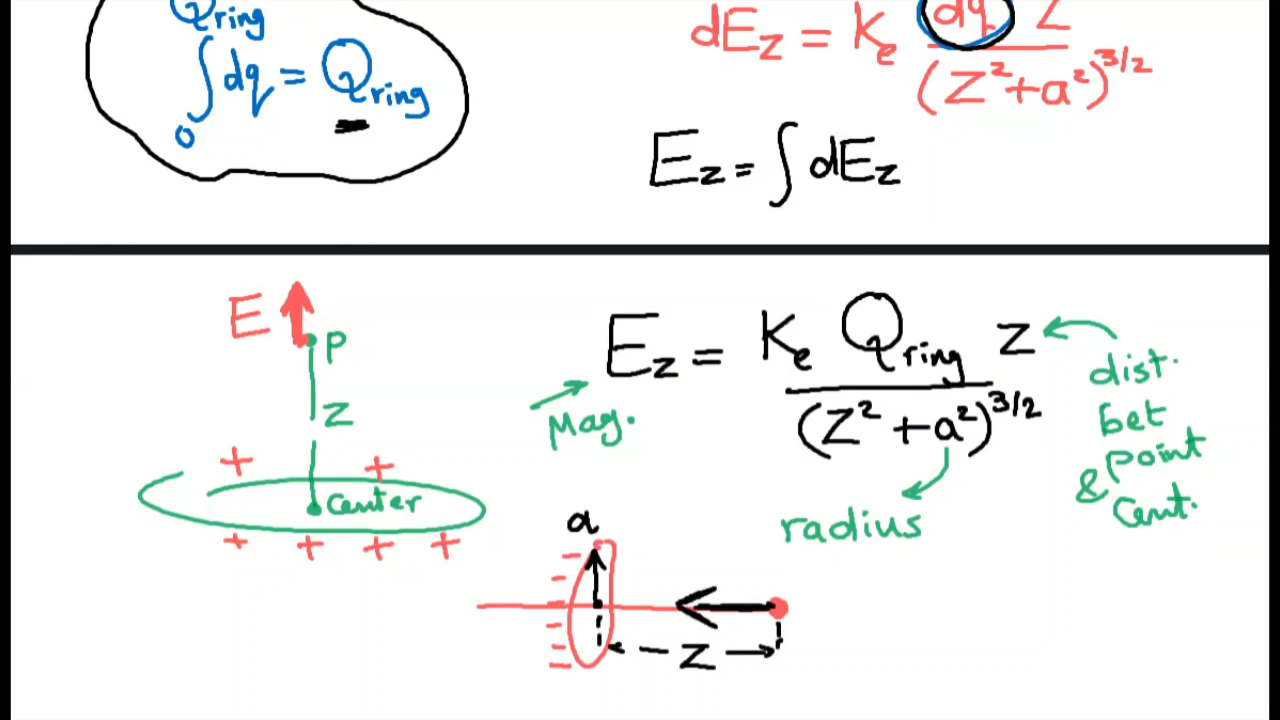 Qring
∫₀ dq = Qring
dEz = Ke dq z / (z² + a²)^3/2
Ez = ∫ dEz
E
P
z
+ +
center
+ + + +
Mag.
Ez = Ke Qring z / (z² + a²)^3/2
dist.
bet
point
& cent.
radius
a
z